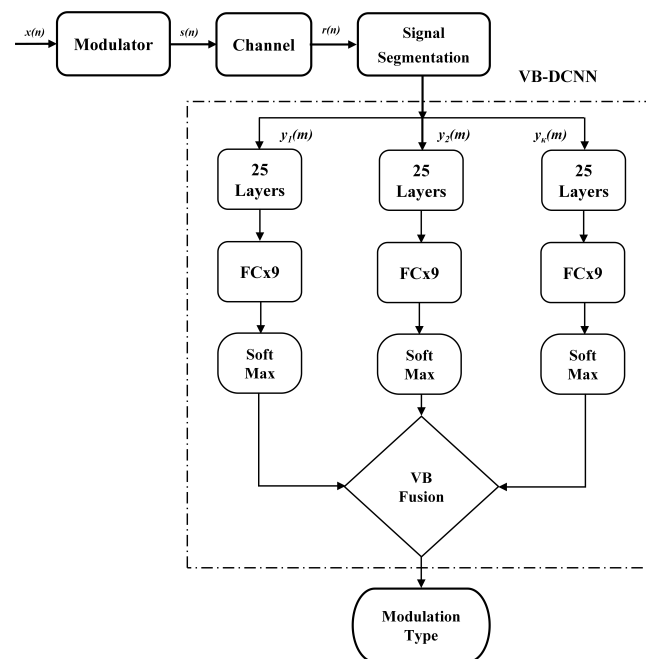 x(n)
Modulator
s(n)
Channel
r(n)
Signal
Segmentation
VB-DCNN
y1(m)
y2(m)
yK(m)
25
Layers
25
Layers
25
Layers
FCx9
FCx9
FCx9
Soft
Max
Soft
Max
Soft
Max
VB
Fusion
Modulation
Type